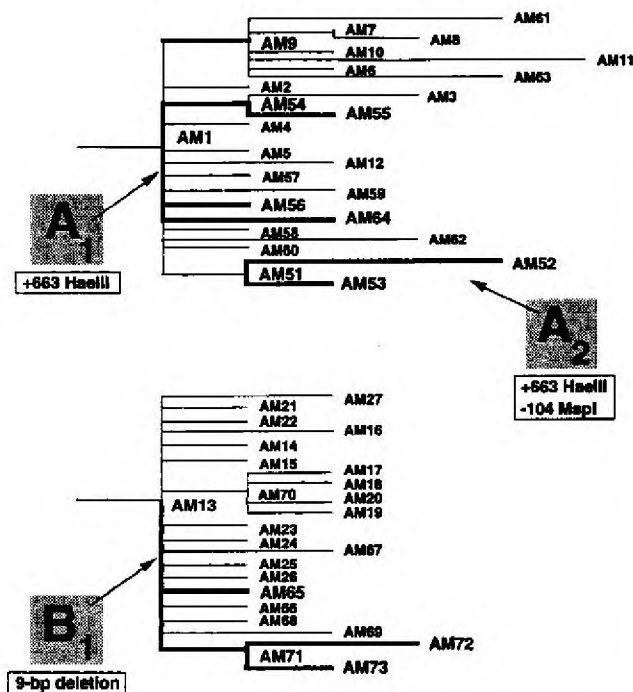 AM61
AM7
AM8
AM9
AM10
AM11
AM6
AM63
AM2
AM3
AM54
AM55
AM4
AM1
AM5
AM12
AM57
AM59
AM56
AM64
AM58
AM62
AM60
AM52
AM51
AM53
A1
+663 HaeIII
A2
+663 HaeIII
-104 MspI
AM27
AM21
AM22
AM16
AM14
AM15
AM17
AM18
AM70
AM20
AM13
AM19
AM23
AM24
AM67
AM25
AM26
AM65
AM66
AM68
AM69
AM72
AM71
AM73
B1
9-bp deletion